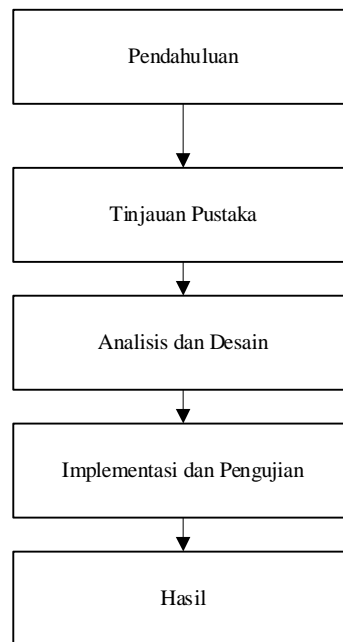 Pendahuluan
Tinjauan Pustaka
Analisis dan Desain
Implementasi dan Pengujian
Hasil